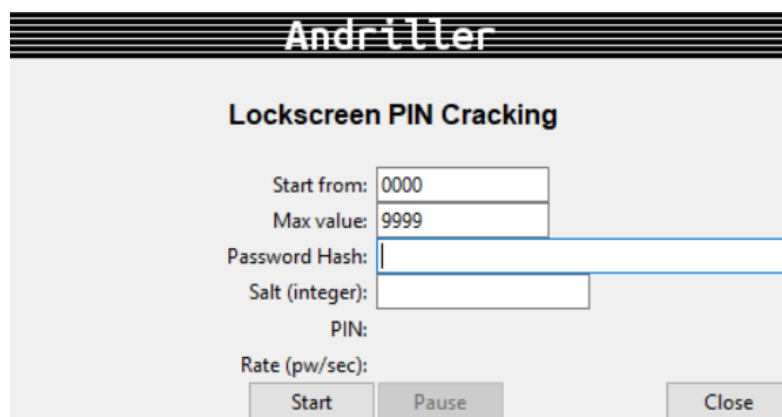 Andriller
Lockscreen PIN Cracking
Start from: 0000
Max value: 9999
Password Hash:
Salt (integer):
PIN:
Rate (pw/sec):
Start Pause Close